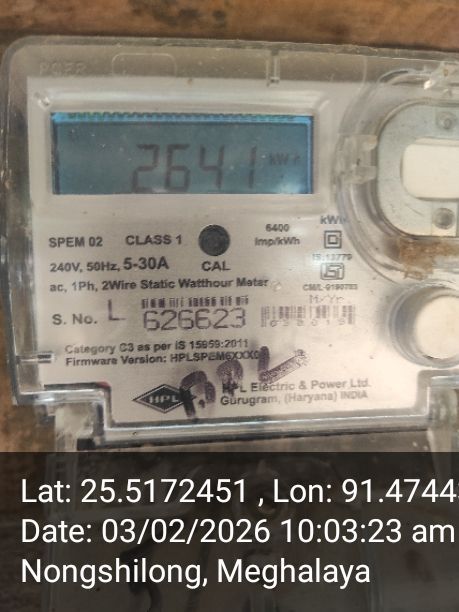 2641 kWh
kWh
SPEM 02 CLASS 1 6400 imp/kWh
240V, 50Hz, 5-30A CAL IS:13779
ac, 1Ph, 2Wire Static Watthour Meter
M/Yr
S. No. L 626623
Category C3 as per IS 15959:2011
Firmware Version:
BPL
HPL HPL Electric & Power Ltd.
Gurugram, (Haryana) INDIA
Lat: 25.5172451 , Lon: 91.4744
Date: 03/02/2026 10:03:23 am
Nongshilong, Meghalaya